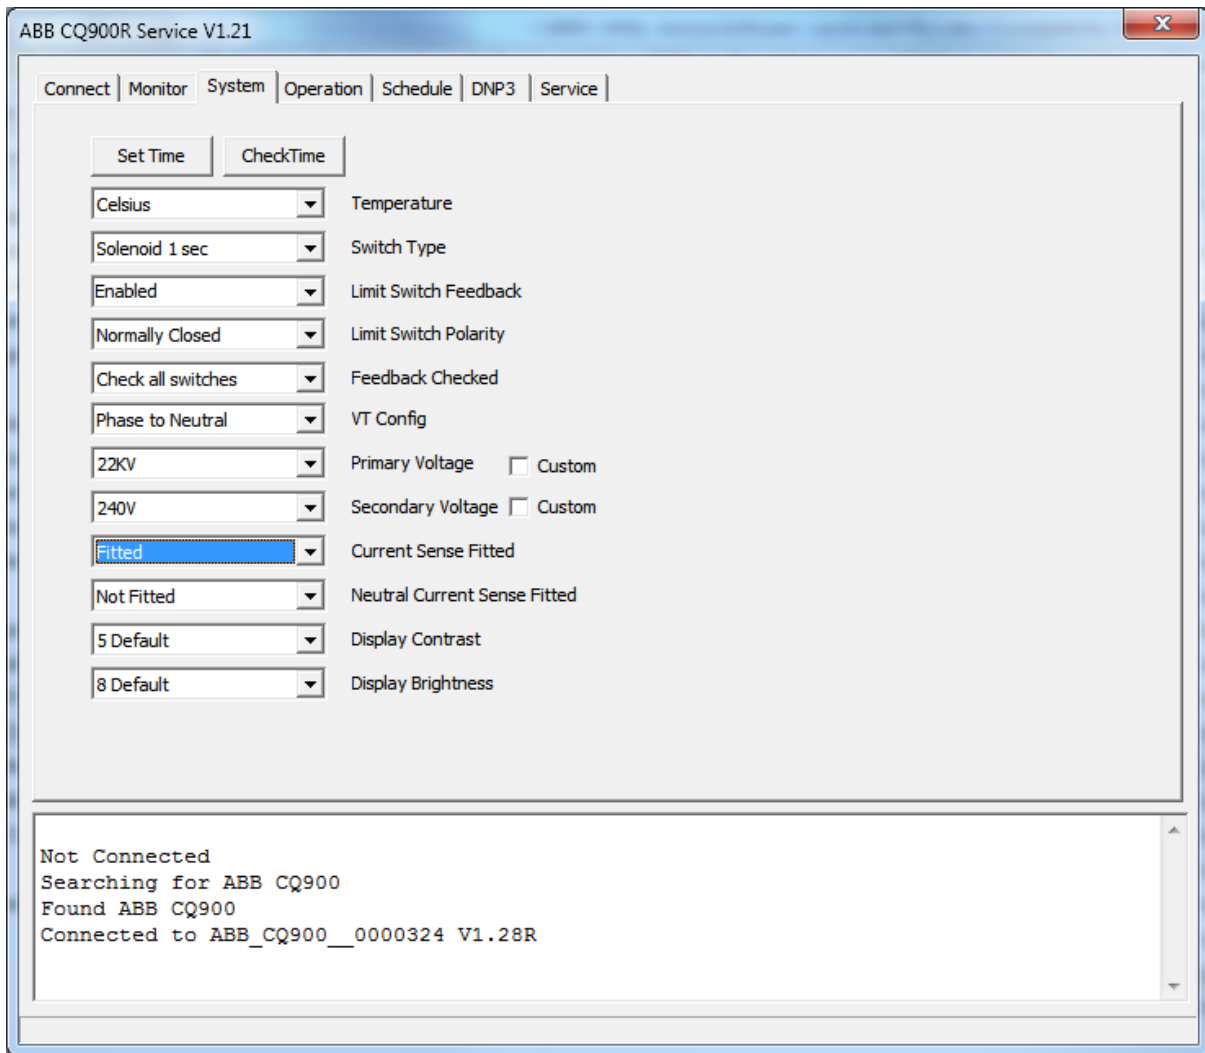 ABB CQ900R Service V1.21
Connect Monitor System Operation Schedule DNP3 Service
Set Time CheckTime
Celsius Temperature
Solenoid 1 sec Switch Type
Enabled Limit Switch Feedback
Normally Closed Limit Switch Polarity
Check all switches Feedback Checked
Phase to Neutral VT Config
22KV Primary Voltage Custom
240V Secondary Voltage Custom
Fitted Current Sense Fitted
Not Fitted Neutral Current Sense Fitted
5 Default Display Contrast
8 Default Display Brightness
Not Connected
Searching for ABB CQ900
Found ABB CQ900
Connected to ABB_CQ900__0000324 V1.28R